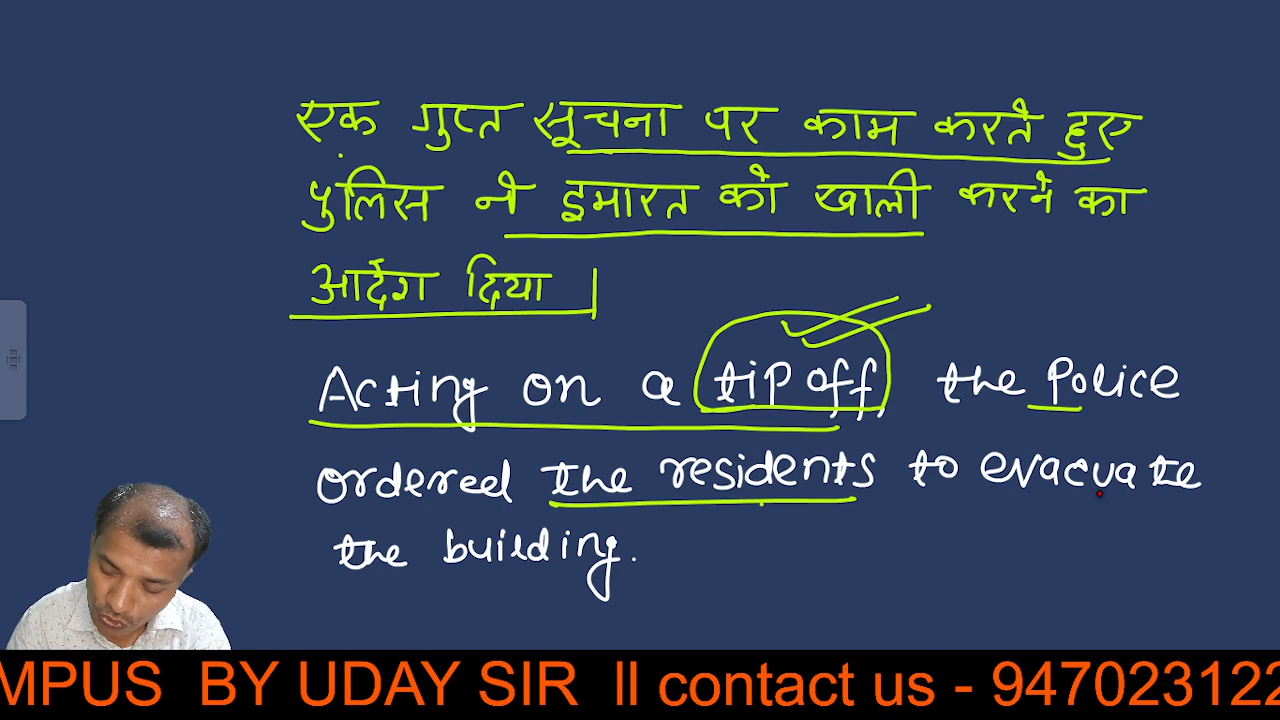 एक गुप्त सूचना पर काम करते हुए
पुलिस ने इमारत को खाली करने का
आदेश दिया |
Acting on a tip off, the Police
ordered the residents to evacuate
the building.
MPUS BY UDAY SIR ll contact us - 947023122